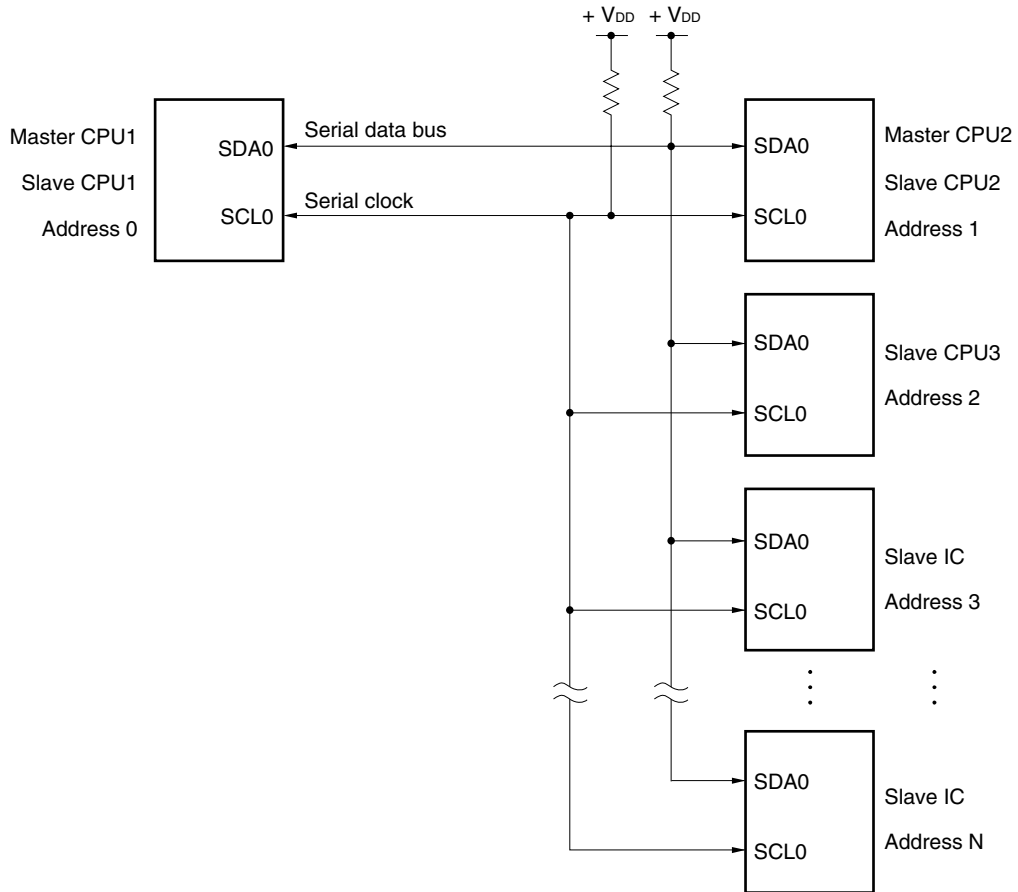 + VDD
+ VDD
Master CPU1
Slave CPU1
Address 0
SDA0
SCL0
Serial data bus
Serial clock
SDA0
SCL0
Master CPU2
Slave CPU2
Address 1
SDA0
SCL0
Slave CPU3
Address 2
SDA0
SCL0
Slave IC
Address 3
SDA0
SCL0
Slave IC
Address N